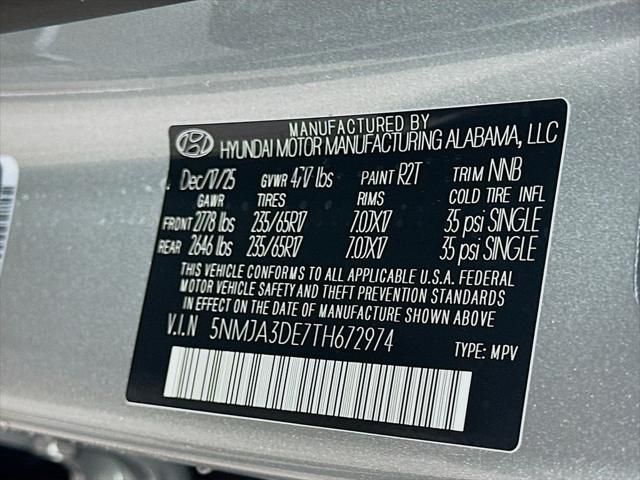 MANUFACTURED BY
HYUNDAI MOTOR MANUFACTURING ALABAMA, LLC
Dec/17/25 GVWR 4717 lbs PAINT R2T TRIM NNB
GAWR TIRES RIMS COLD TIRE INFL
FRONT 2778 lbs 235/65R17 7.0JX17 35 psi SINGLE
REAR 2646 lbs 235/65R17 7.0JX17 35 psi SINGLE
THIS VEHICLE CONFORMS TO ALL APPLICABLE U.S.A. FEDERAL
MOTOR VEHICLE SAFETY AND THEFT PREVENTION STANDARDS
IN EFFECT ON THE DATE OF MANUFACTURE SHOWN ABOVE.
V.I.N 5NMJA3DE7TH672974 TYPE: MPV